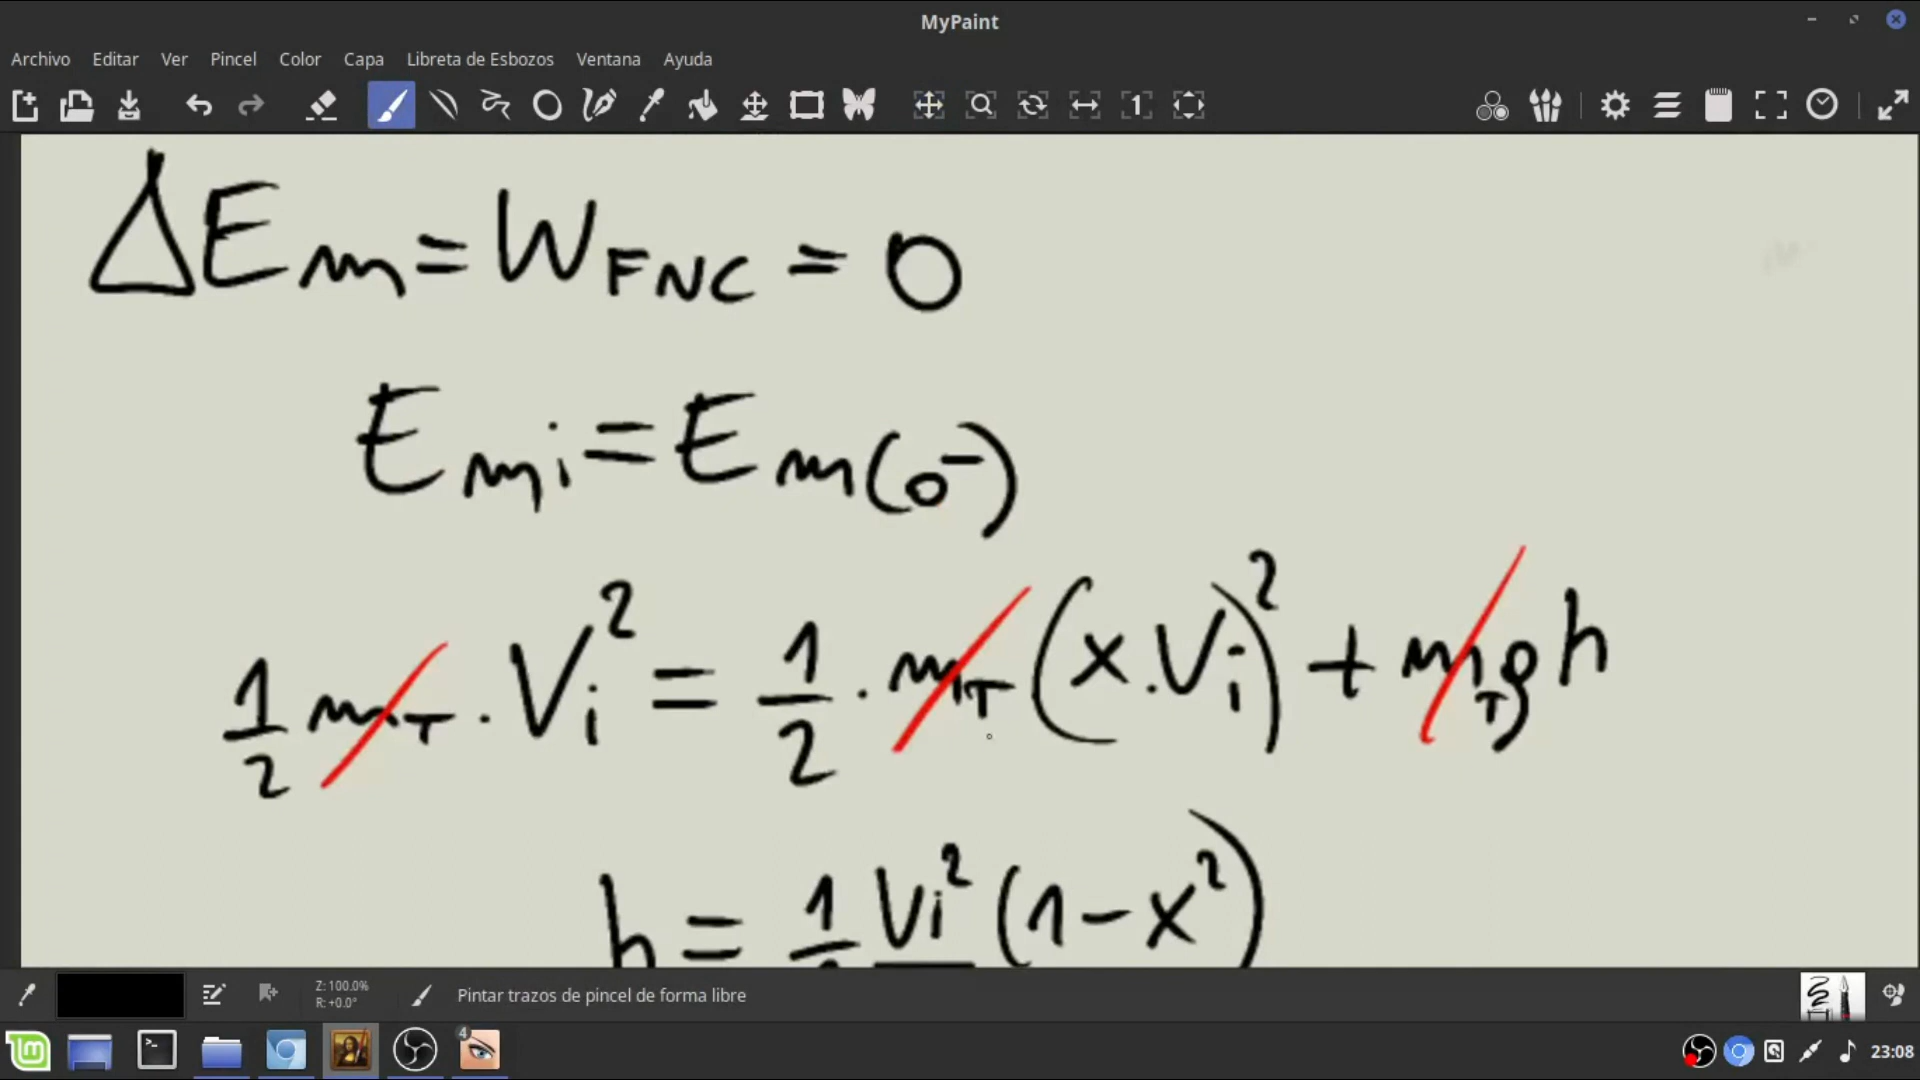 MyPaint
Archivo Editar Ver Pincel Color Capa Libreta de Esbozos Ventana Ayuda
ΔEm = WFNC = 0
Emi = Em(0⁻)
1/2 mT . Vi² = 1/2 . mT (x.Vi)² + mT g h
h = 1 Vi² (1 - x²)
Z: 100.0%
R: +0.0°
Pintar trazos de pincel de forma libre
4
23:08